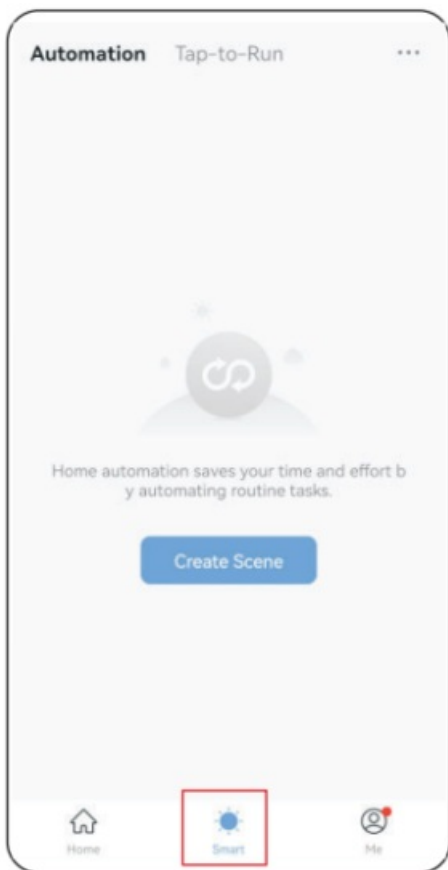 Automation Tap-to-Run
Home automation saves your time and effort b
y automating routine tasks.
Create Scene
Home Smart Me